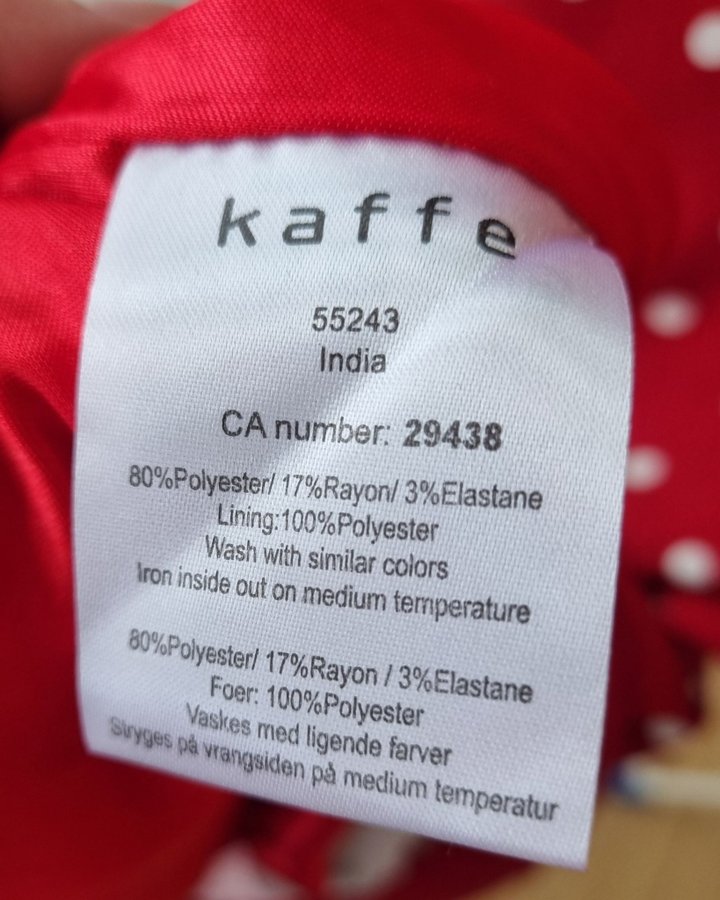 kaffe
55243
India
CA number: 29438
80%Polyester/ 17%Rayon/ 3%Elastane
Lining:100%Polyester
Wash with similar colors
Iron inside out on medium temperature
80%Polyester/ 17%Rayon / 3%Elastane
Foer: 100%Polyester
Vaskes med ligende farver
Stryges på vrangsiden på medium temperatur